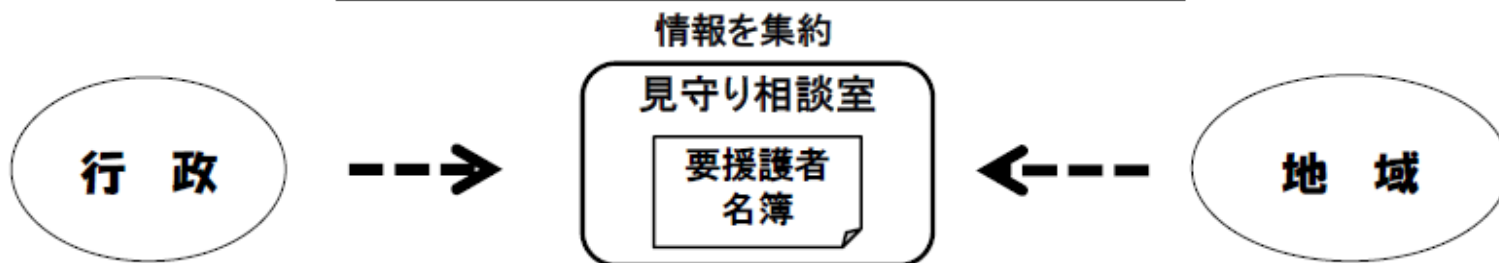 情報を集約
見守り相談室
行 政
要援護者
名簿
地 域